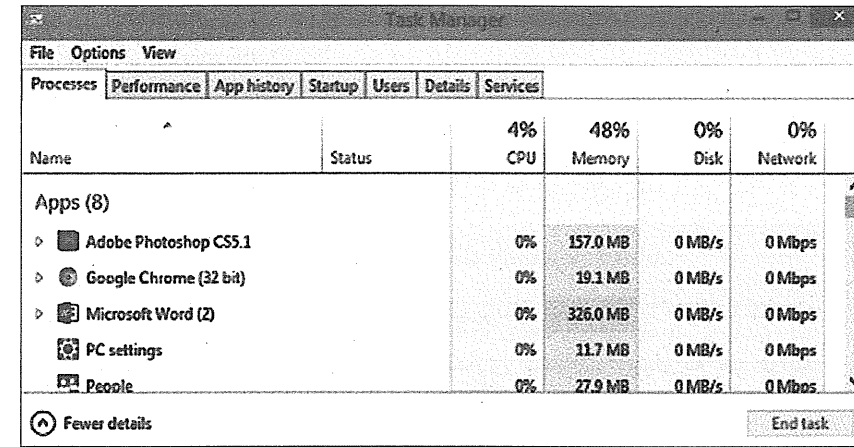 Task Manager
File Options View
Processes Performance App history Startup Users Details Services
4% 48% 0% 0%
Name Status CPU Memory Disk Network
Apps (8)
Adobe Photoshop CS5.1 0% 157.0 MB 0 MB/s 0 Mbps
Google Chrome (32 bit) 0% 19.1 MB 0 MB/s 0 Mbps
Microsoft Word (2) 0% 326.0 MB 0 MB/s 0 Mbps
PC settings 0% 11.7 MB 0 MB/s 0 Mbps
People 0% 27.9 MB 0 MB/s 0 Mbps
Fewer details End task